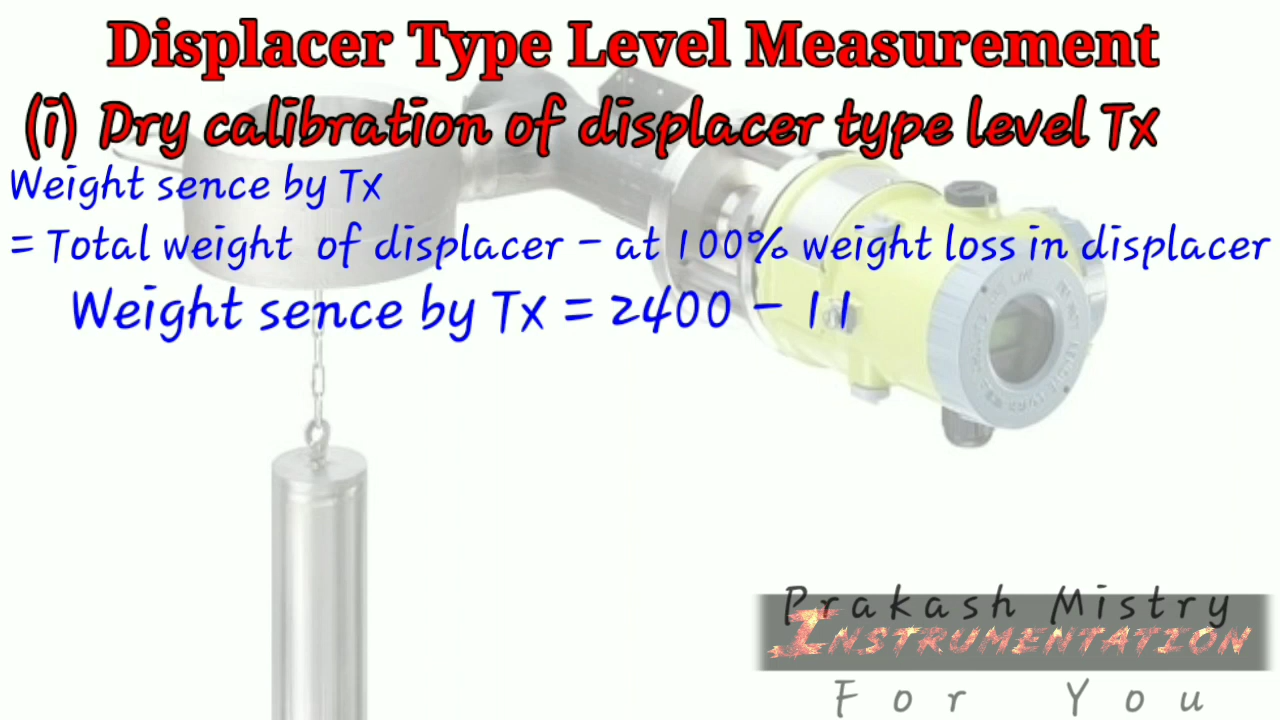 Displacer Type Level Measurement
(i) Dry calibration of displacer type level Tx
Weight sence by Tx
= Total weight of displacer – at 100% weight loss in displacer
Weight sence by Tx = 2400 – 11
Prakash Mistry
INSTRUMENTATION
For You